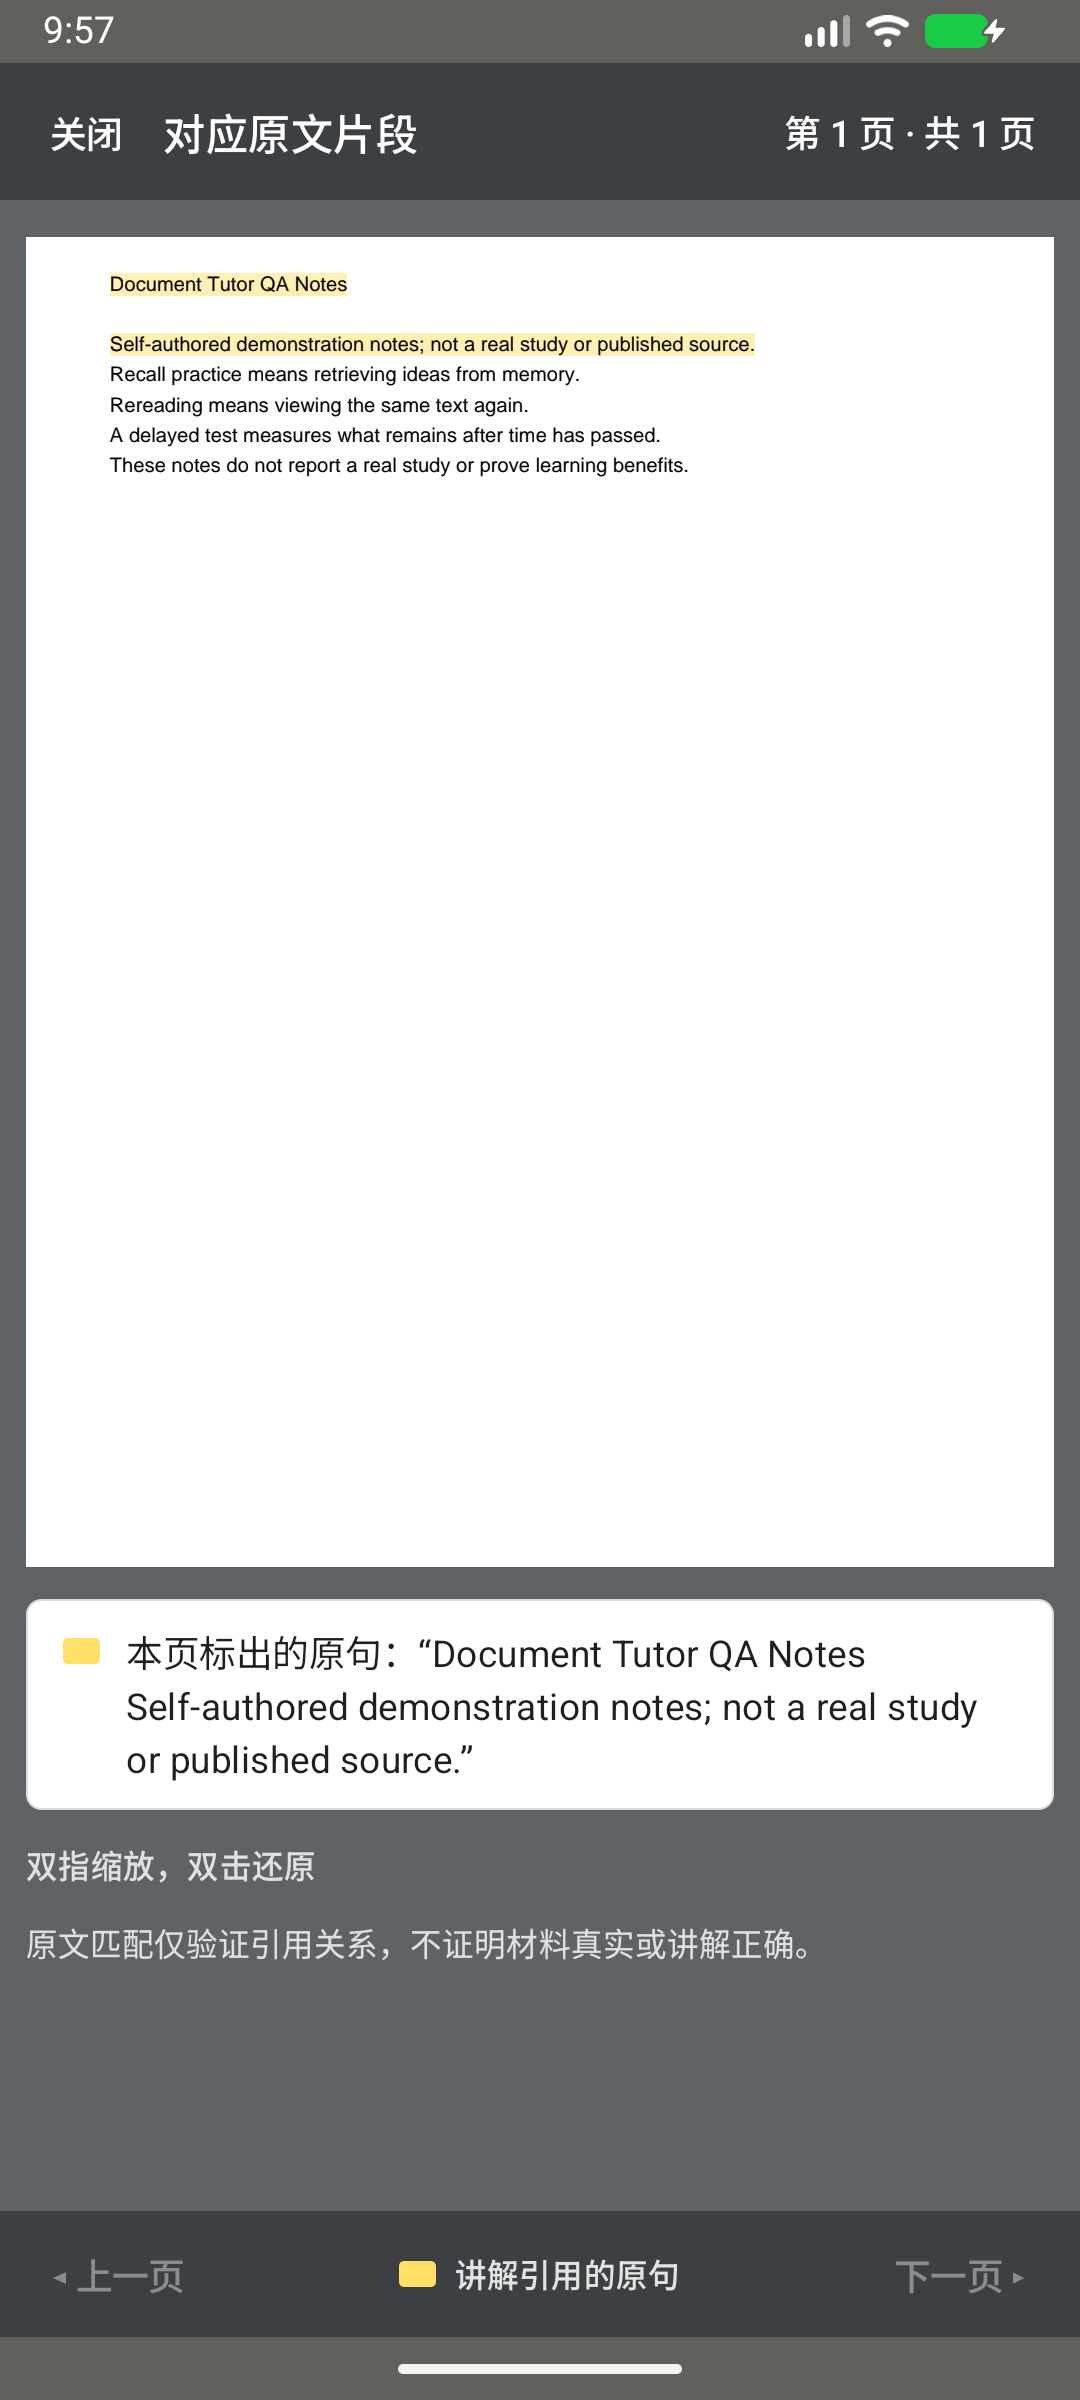 9:57
关闭 对应原文片段 第 1 页 · 共 1 页
Document Tutor QA Notes
Self-authored demonstration notes; not a real study or published source.
Recall practice means retrieving ideas from memory.
Rereading means viewing the same text again.
A delayed test measures what remains after time has passed.
These notes do not report a real study or prove learning benefits.
本页标出的原句：“Document Tutor QA Notes
Self-authored demonstration notes; not a real study
or published source.”
双指缩放，双击还原
原文匹配仅验证引用关系，不证明材料真实或讲解正确。
◂ 上一页 讲解引用的原句 下一页 ▸